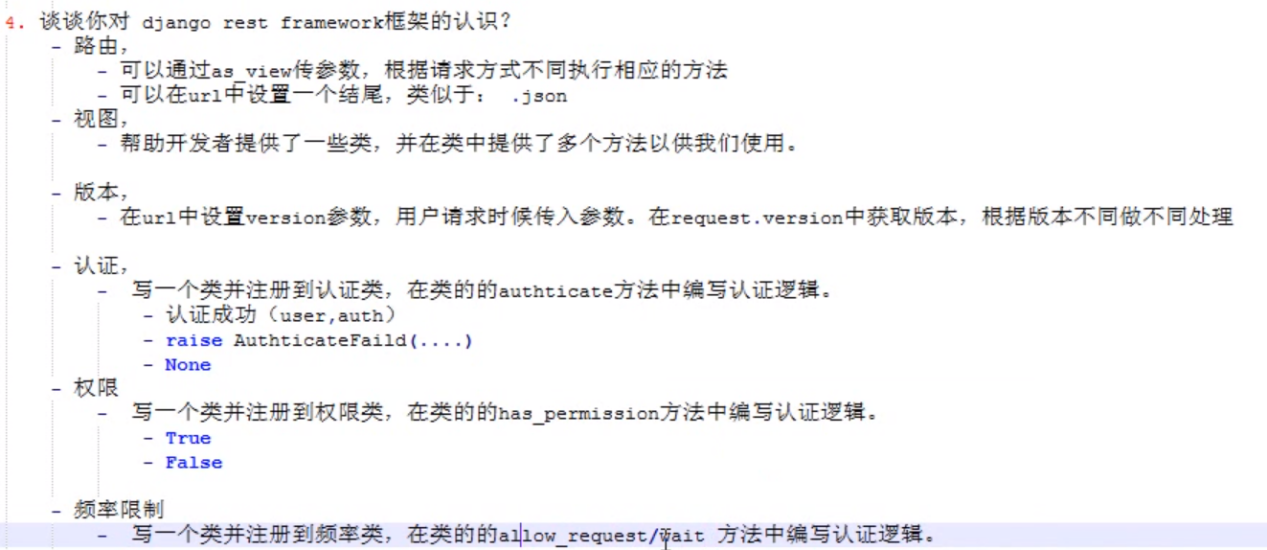 4. 谈谈你对 django rest framework框架的认识？
- 路由，
- 可以通过as_view传参数，根据请求方式不同执行相应的方法
- 可以在url中设置一个结尾，类似于： .json
- 视图，
- 帮助开发者提供了一些类，并在类中提供了多个方法以供我们使用。
- 版本，
- 在url中设置version参数，用户请求时候传入参数。在request.version中获取版本，根据版本不同做不同处理
- 认证，
- 写一个类并注册到认证类，在类的的authticate方法中编写认证逻辑。
- 认证成功（user,auth）
- raise AuthticateFaild(....)
- None
- 权限
- 写一个类并注册到权限类，在类的的has_permission方法中编写认证逻辑。
- True
- False
- 频率限制
- 写一个类并注册到频率类，在类的的allow_request/wait 方法中编写认证逻辑。